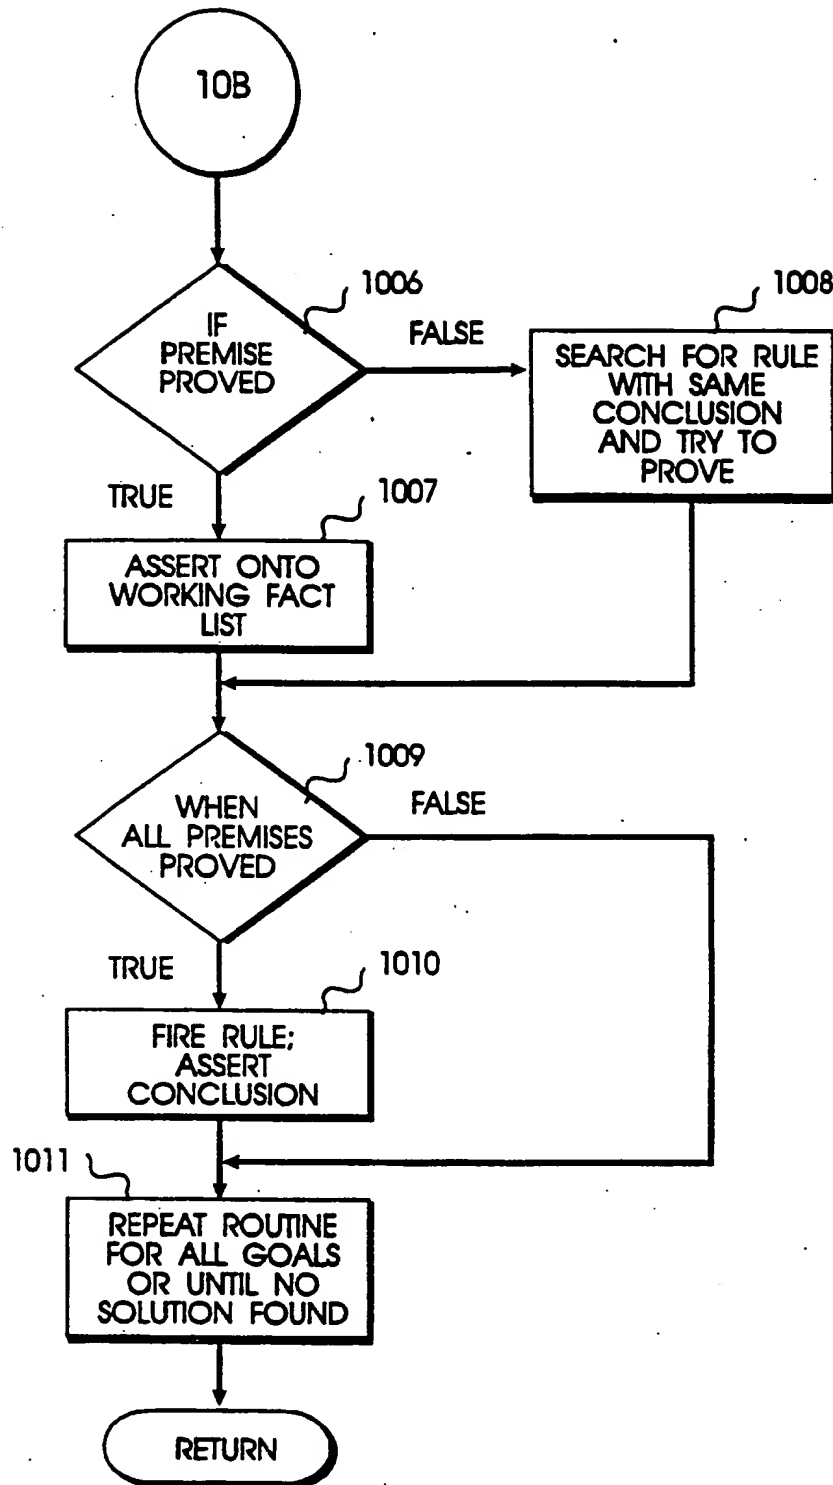 10B
1006
IF
PREMISE
PROVED
FALSE
1008
SEARCH FOR RULE
WITH SAME
CONCLUSION
AND TRY TO
PROVE
TRUE
1007
ASSERT ONTO
WORKING FACT
LIST
1009
WHEN
ALL PREMISES
PROVED
FALSE
TRUE
1010
FIRE RULE;
ASSERT
CONCLUSION
1011
REPEAT ROUTINE
FOR ALL GOALS
OR UNTIL NO
SOLUTION FOUND
RETURN